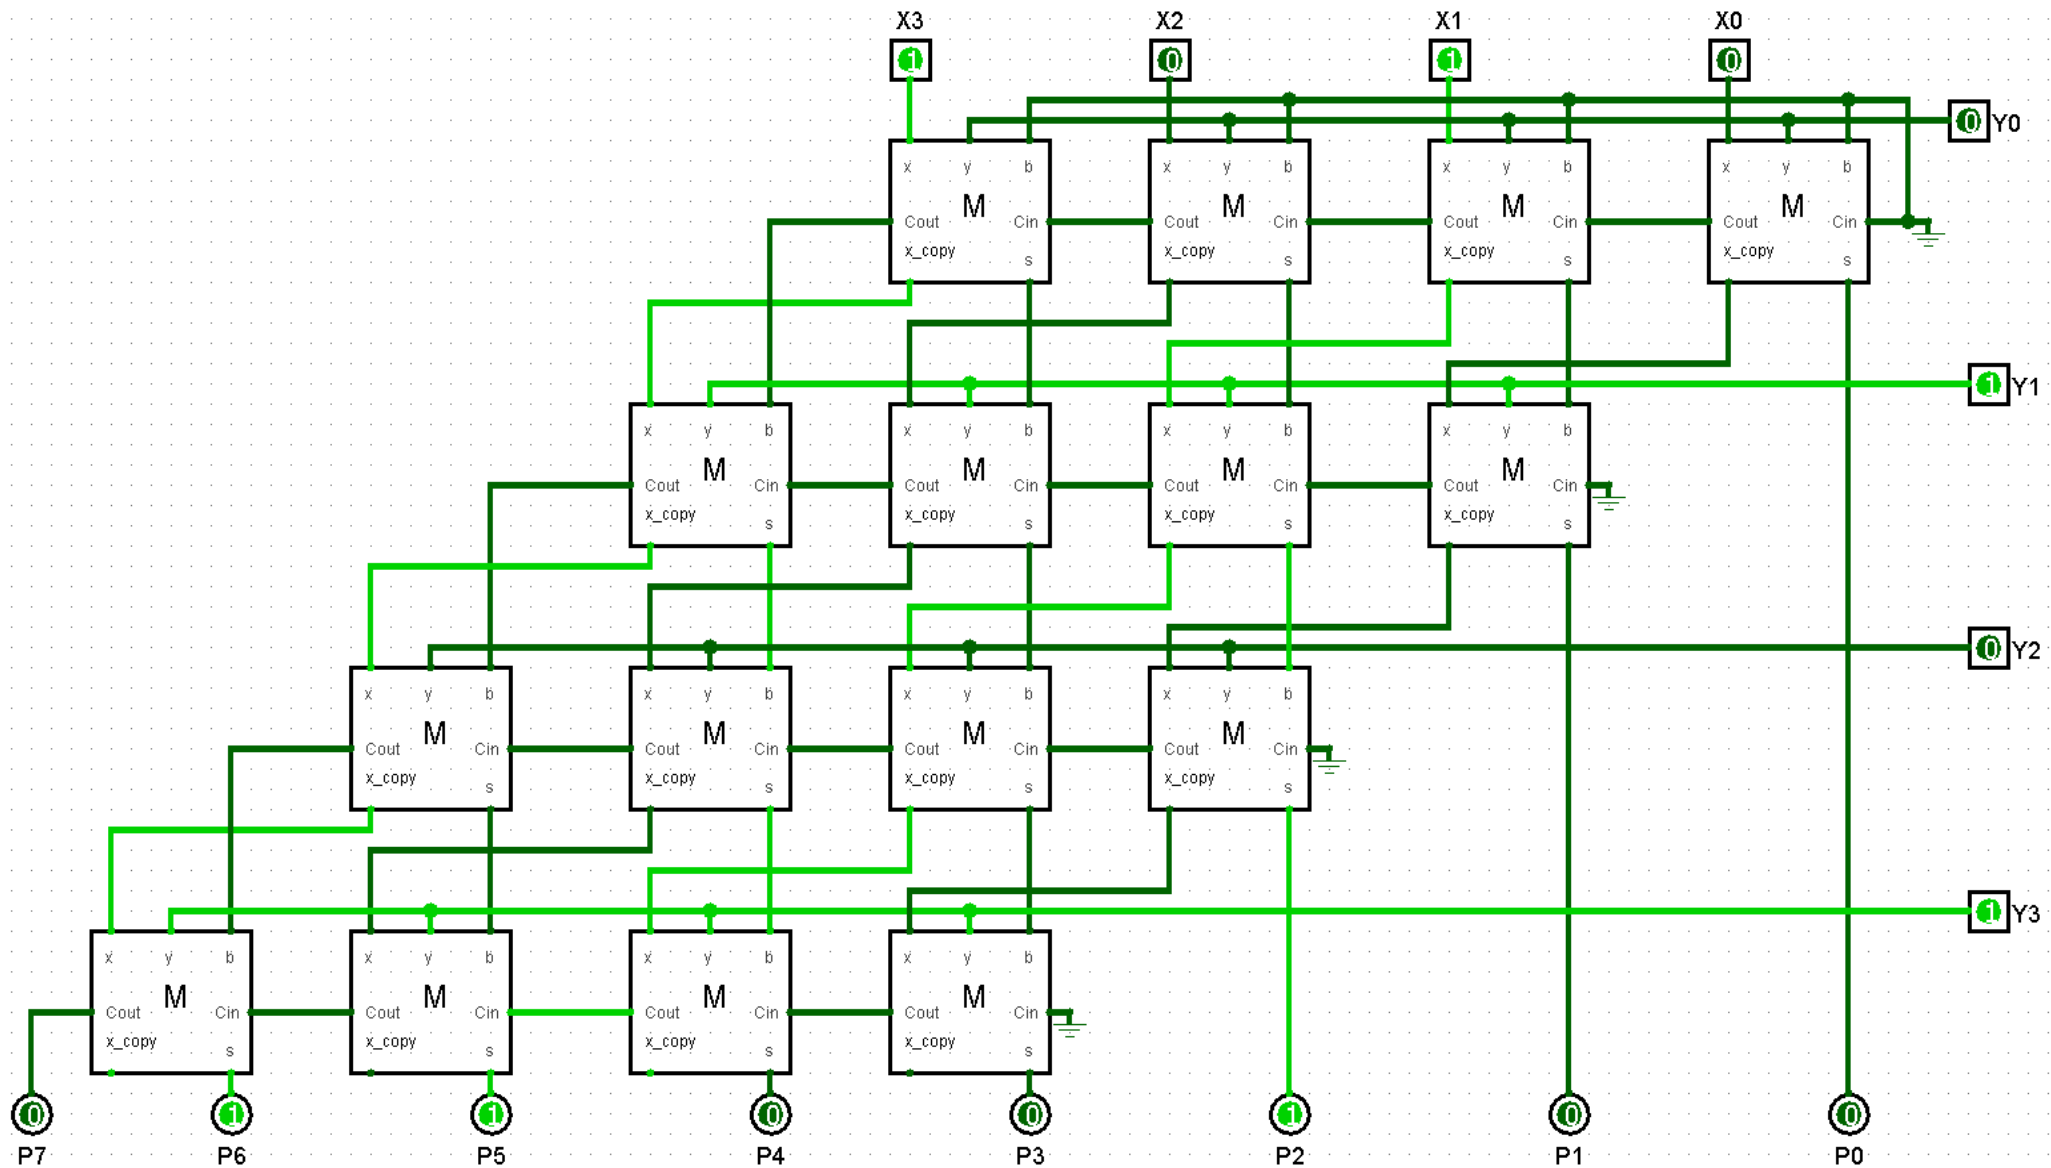 X3 X2 X1 X0
1 0 1 0
0 Y0
x y b x y b x y b x y b
M M M M
Cout Cin Cout Cin Cout Cin Cout Cin
x_copy x_copy x_copy x_copy
s s s s
1 Y1
x y b x y b x y b x y b
M M M M
Cout Cin Cout Cin Cout Cin Cout Cin
x_copy x_copy x_copy x_copy
s s s s
0 Y2
x y b x y b x y b x y b
M M M M
Cout Cin Cout Cin Cout Cin Cout Cin
x_copy x_copy x_copy x_copy
s s s s
1 Y3
x y b x y b x y b x y b
M M M M
Cout Cin Cout Cin Cout Cin Cout Cin
x_copy x_copy x_copy x_copy
s s s s
0 1 1 0 0 1 0 0
P7 P6 P5 P4 P3 P2 P1 P0